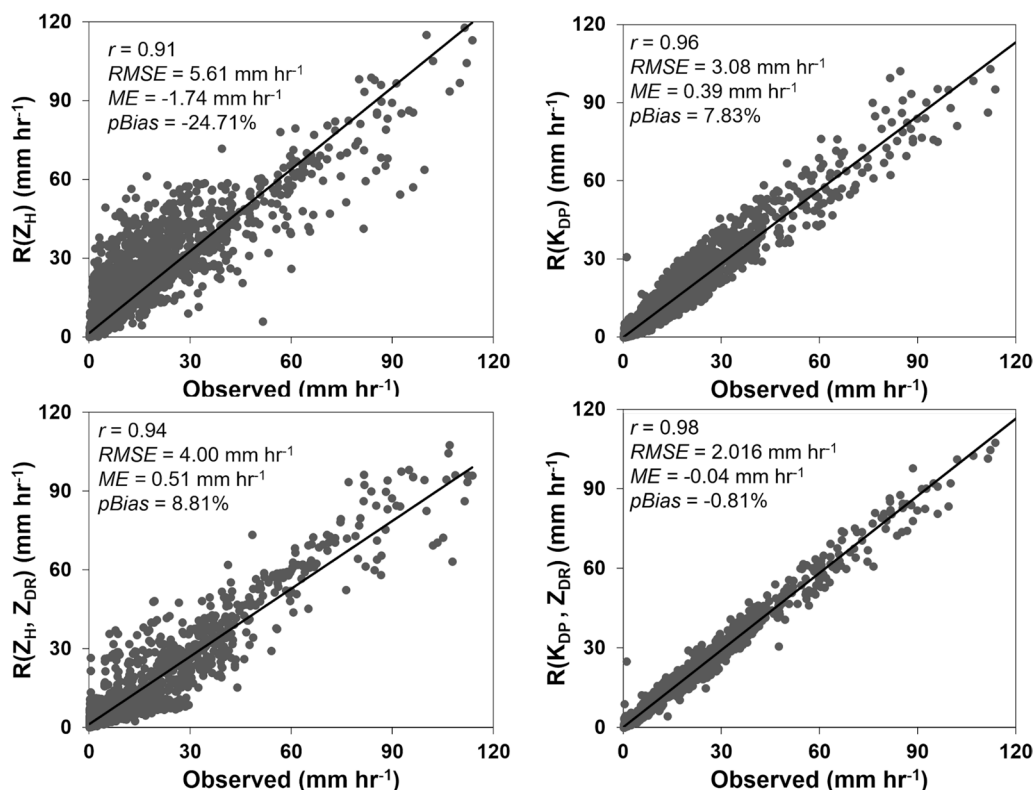 120
90
60
30
0
R(Z_H) (mm hr⁻¹)
r = 0.91
RMSE = 5.61 mm hr⁻¹
ME = -1.74 mm hr⁻¹
pBias = -24.71%
0 30 60 90 120
Observed (mm hr⁻¹)
120
90
60
30
0
R(K_DP) (mm hr⁻¹)
r = 0.96
RMSE = 3.08 mm hr⁻¹
ME = 0.39 mm hr⁻¹
pBias = 7.83%
0 30 60 90 120
Observed (mm hr⁻¹)
120
90
60
30
0
R(Z_H, Z_DR) (mm hr⁻¹)
r = 0.94
RMSE = 4.00 mm hr⁻¹
ME = 0.51 mm hr⁻¹
pBias = 8.81%
0 30 60 90 120
Observed (mm hr⁻¹)
120
90
60
30
0
R(K_DP , Z_DR) (mm hr⁻¹)
r = 0.98
RMSE = 2.016 mm hr⁻¹
ME = -0.04 mm hr⁻¹
pBias = -0.81%
0 30 60 90 120
Observed (mm hr⁻¹)